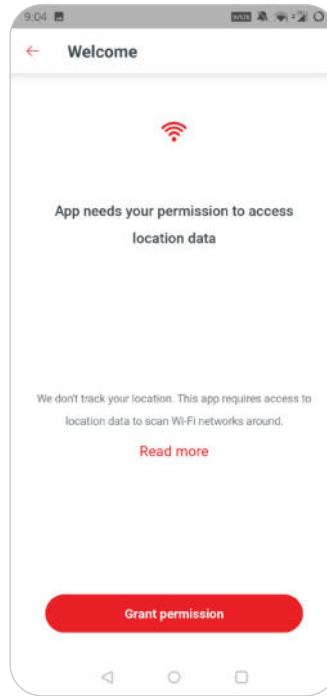 9:04
Welcome
App needs your permission to access
location data
We don't track your location. This app requires access to
location data to scan Wi-Fi networks around.
Read more
Grant permission